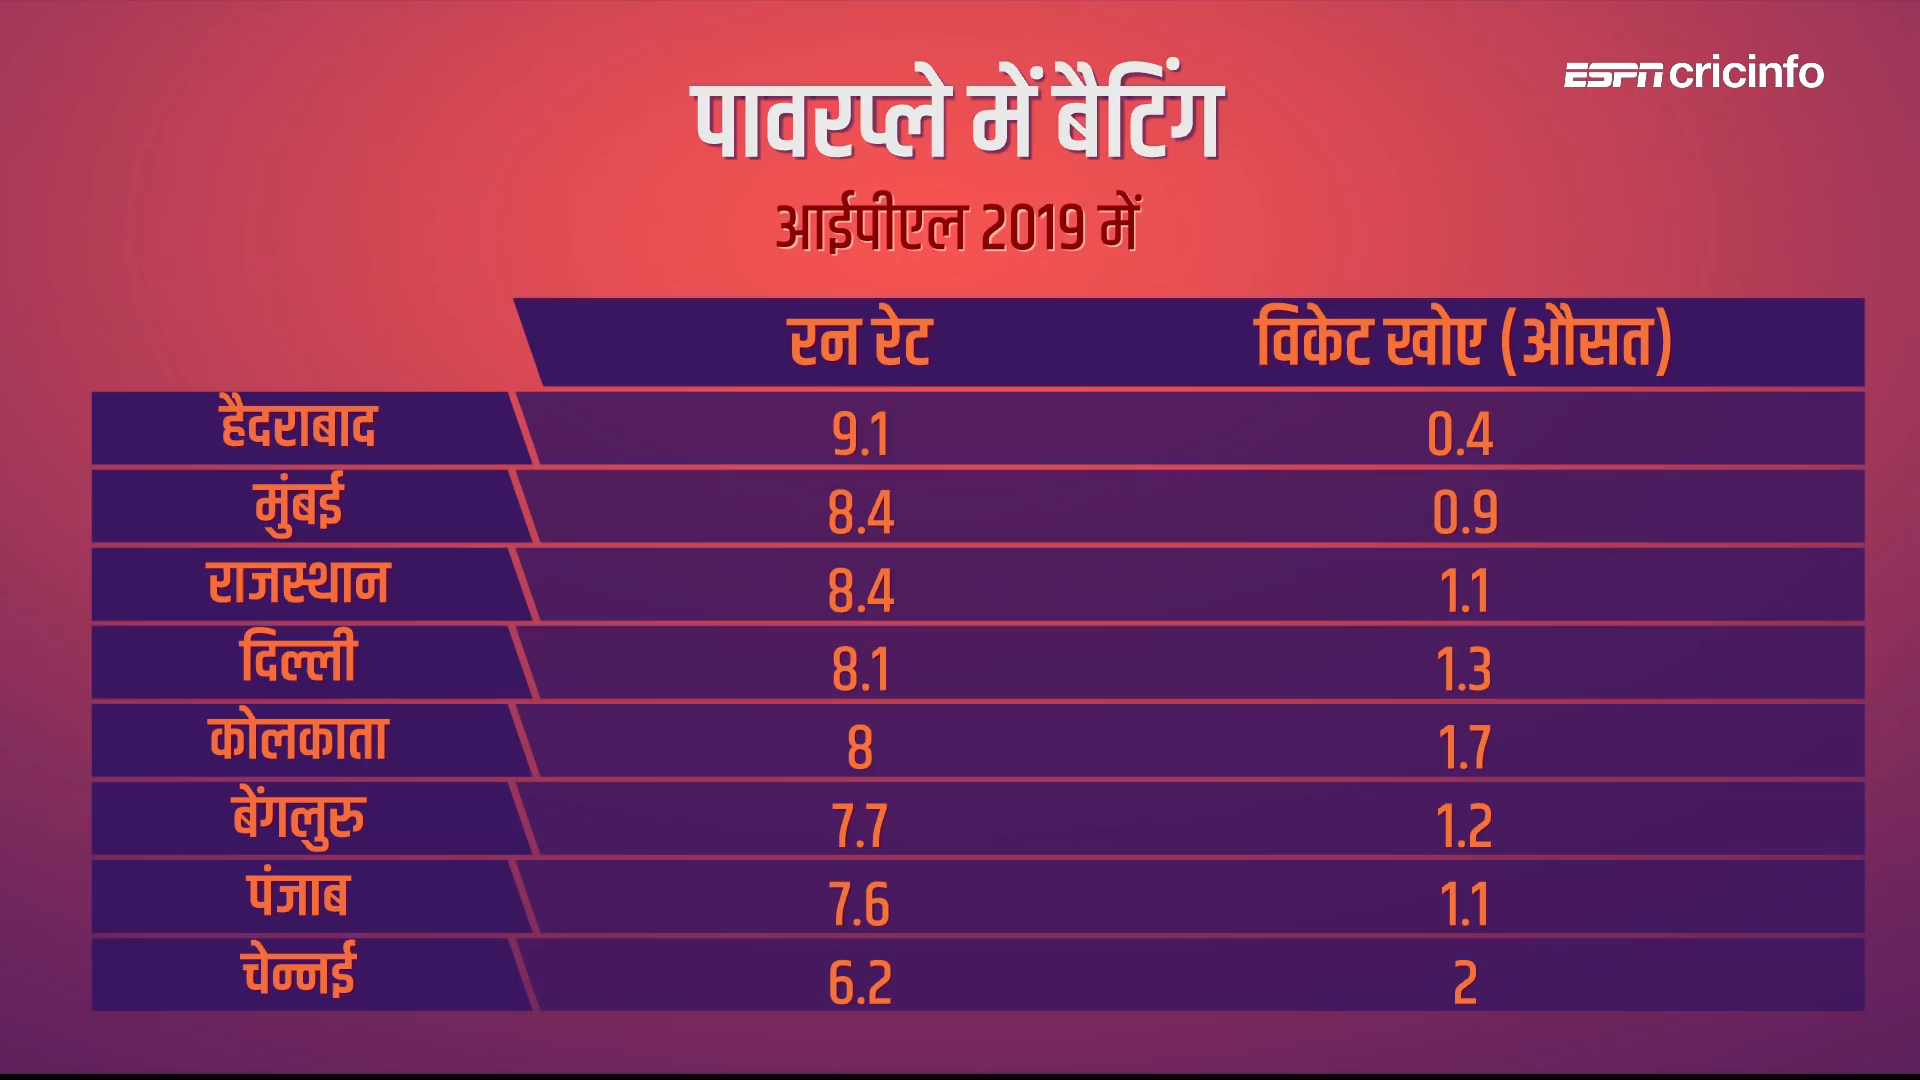 ESPN cricinfo
पावरप्ले में बैटिंग
आईपीएल 2019 में
रन रेट विकेट खोए (औसत)
हैदराबाद 9.1 0.4
मुंबई 8.4 0.9
राजस्थान 8.4 1.1
दिल्ली 8.1 1.3
कोलकाता 8 1.7
बेंगलुरु 7.7 1.2
पंजाब 7.6 1.1
चेन्नई 6.2 2